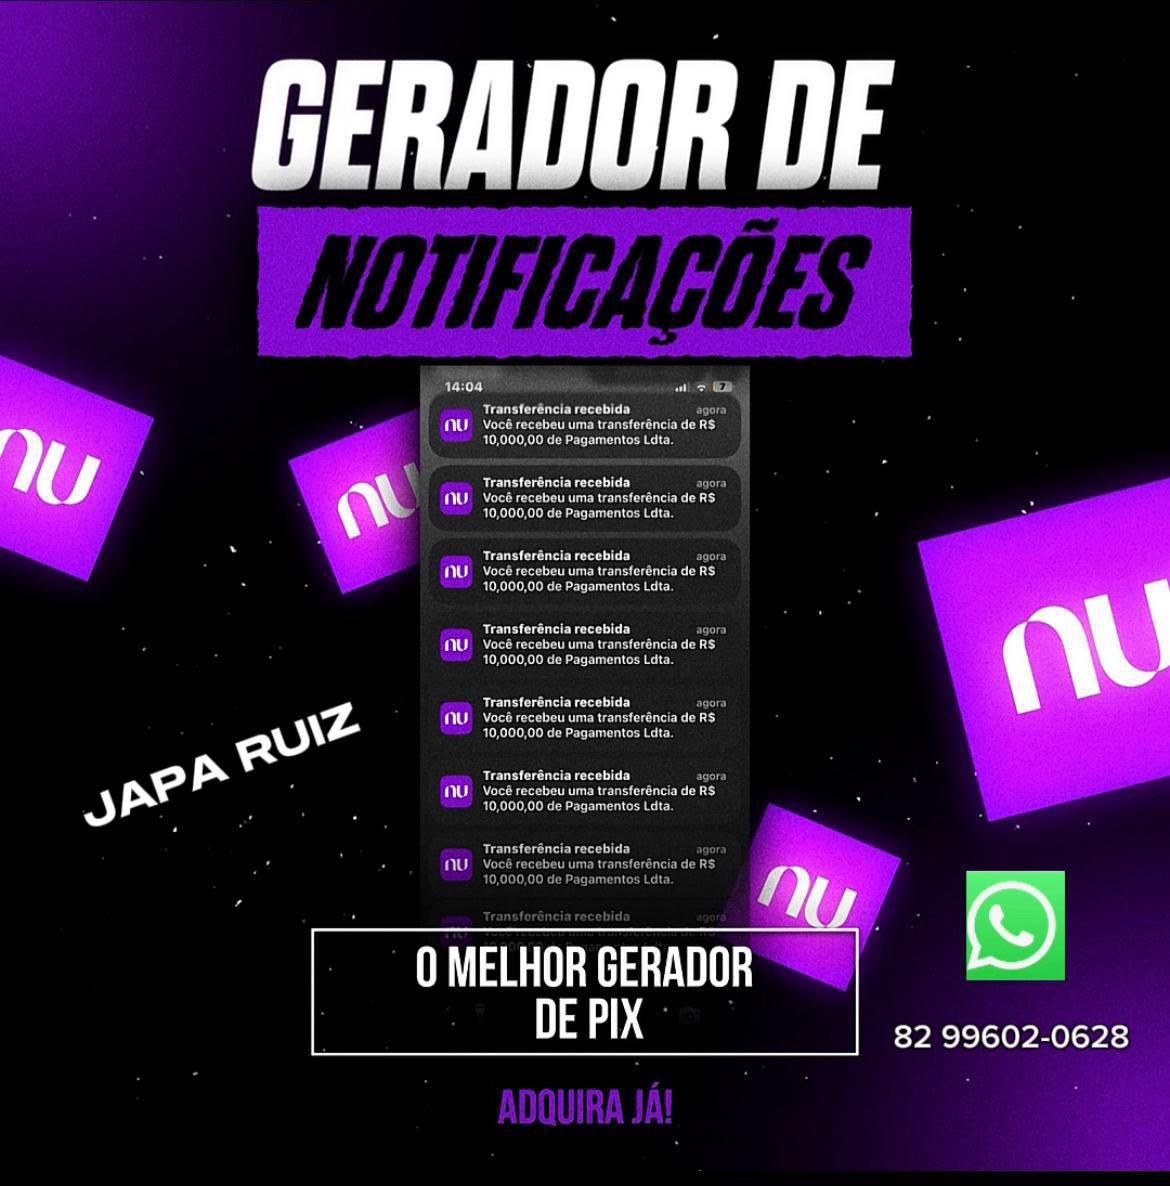 GERADOR DE
NOTIFICAÇÕES
14:04
7
Transferência recebida agora
Você recebeu uma transferência de R$
10,000,00 de Pagamentos Ldta.
Transferência recebida agora
Você recebeu uma transferência de R$
10,000,00 de Pagamentos Ldta.
Transferência recebida agora
Você recebeu uma transferência de R$
10,000,00 de Pagamentos Ldta.
Transferência recebida agora
Você recebeu uma transferência de R$
10,000,00 de Pagamentos Ldta.
Transferência recebida agora
Você recebeu uma transferência de R$
10,000,00 de Pagamentos Ldta.
Transferência recebida agora
Você recebeu uma transferência de R$
10,000,00 de Pagamentos Ldta.
Transferência recebida agora
Você recebeu uma transferência de R$
10,000,00 de Pagamentos Ldta.
Transferência recebida agora
nu
nu
nu
nu
nu
nu
nu
nu
nu
nu
nu
JAPA RUIZ
nu
O MELHOR GERADOR
DE PIX
82 99602-0628
ADQUIRA JÁ!